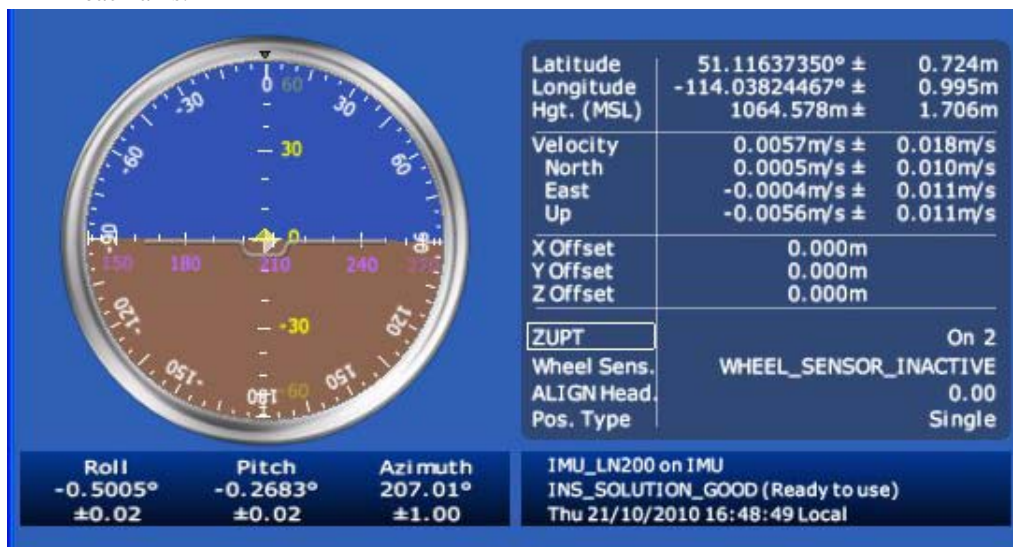 Latitude 51.11637350° ± 0.724m
Longitude -114.03824467° ± 0.995m
Hgt. (MSL) 1064.578m ± 1.706m
Velocity 0.0057m/s ± 0.018m/s
North 0.0005m/s ± 0.010m/s
East -0.0004m/s ± 0.011m/s
Up -0.0056m/s ± 0.011m/s
X Offset 0.000m
Y Offset 0.000m
Z Offset 0.000m
ZUPT On 2
Wheel Sens. WHEEL_SENSOR_INACTIVE
ALIGN Head. 0.00
Pos. Type Single
0 60
-30 30
-60 30 60
-90 0 90
150 180 210 240 270
-120 -30 120
-150 150
180 -60
Roll Pitch Azimuth
-0.5005° -0.2683° 207.01°
±0.02 ±0.02 ±1.00
IMU_LN200 on IMU
INS_SOLUTION_GOOD (Ready to use)
Thu 21/10/2010 16:48:49 Local